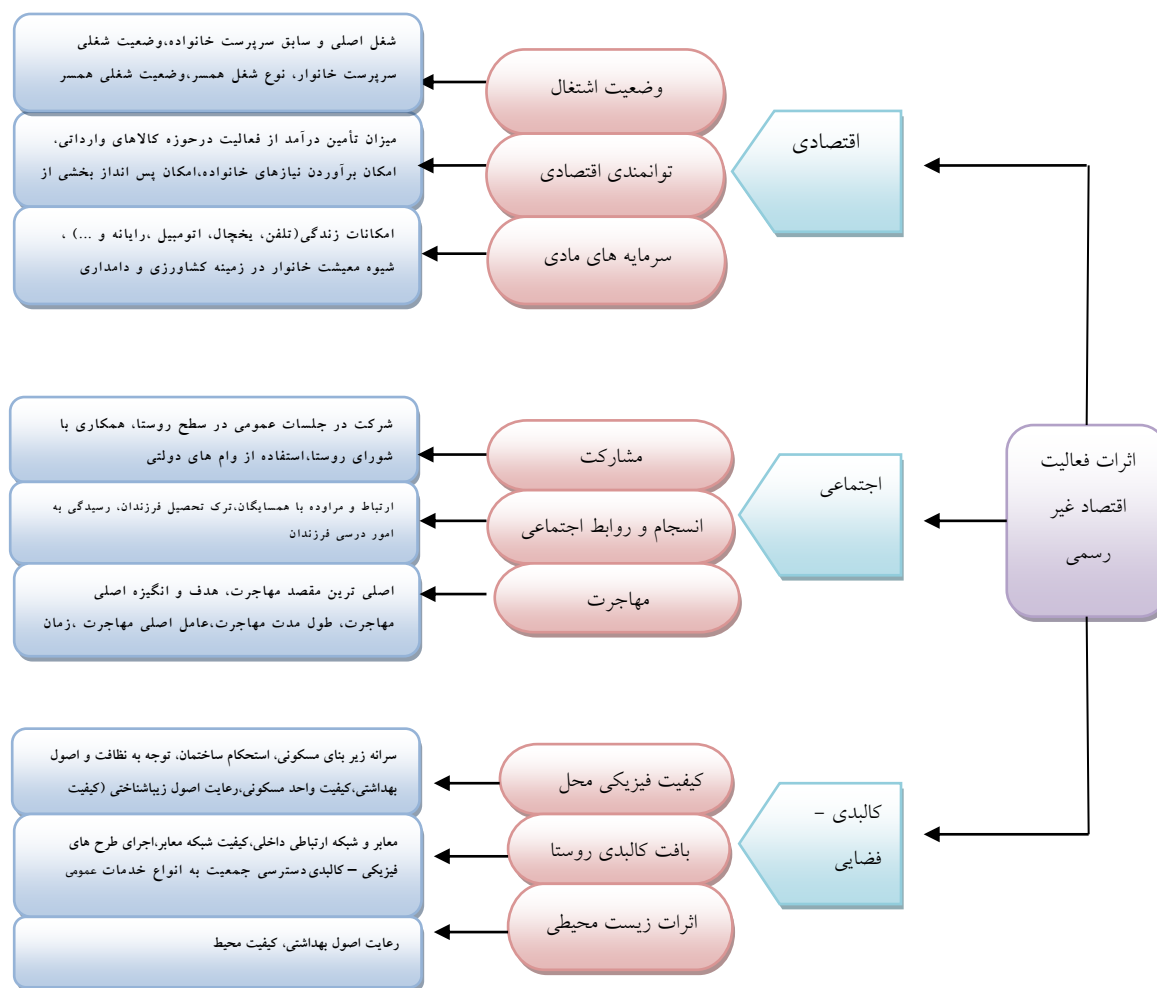 اثرات فعالیت
اقتصاد غیر
رسمی
اقتصادی
وضعیت اشتغال
شغل اصلی و سابق سرپرست خانواده،وضعیت شغلی
سرپرست خانوار، نوع شغل همسر،وضعیت شغلی همسر
توانمندی اقتصادی
میزان تأمین درآمد از فعالیت درحوزه کالاهای وارداتی،
امکان برآوردن نیازهای خانواده،امکان پس انداز بخشی از
سرمایه های مادی
امکانات زندگی(تلفن، یخچال، اتومبیل ،رایانه و ...) ،
شیوه معیشت خانوار در زمینه کشاورزی و دامداری
اجتماعی
مشارکت
شرکت در جلسات عمومی در سطح روستا، همکاری با
شورای روستا،استفاده از وام های دولتی
انسجام و روابط اجتماعی
ارتباط و مراوده با همسایگان،ترک تحصیل فرزندان، رسیدگی به
امور درسی فرزندان
مهاجرت
اصلی ترین مقصد مهاجرت، هدف و انگیزه اصلی
مهاجرت، طول مدت مهاجرت،عامل اصلی مهاجرت ،زمان
کالبدی –
فضایی
کیفیت فیزیکی محل
سرانه زیر بنای مسکونی، استحکام ساختمان، توجه به نظافت و اصول
بهداشتی،کیفیت واحد مسکونی،رعایت اصول زیباشناختی (کیفیت
بافت کالبدی روستا
معابر و شبکه ارتباطی داخلی،کیفیت شبکه معابر،اجرای طرح های
فیزیکی – کالبدی دسترسی جمعیت به انواع خدمات عمومی
اثرات زیست محیطی
رعایت اصول بهداشتی، کیفیت محیط